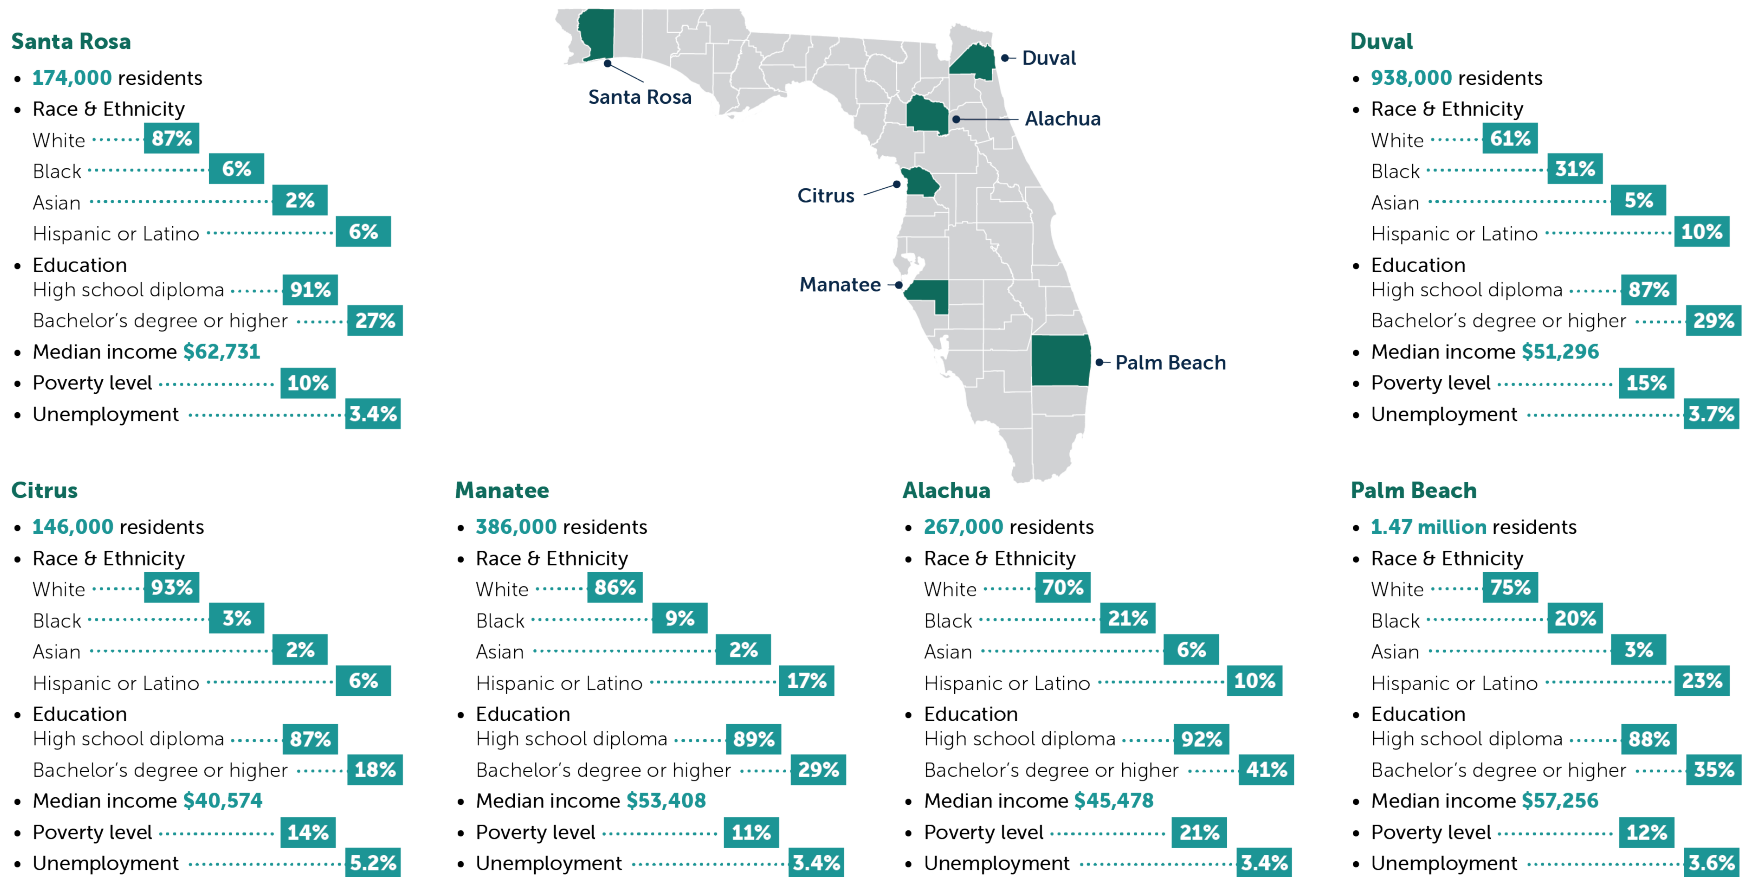 Santa Rosa
• 174,000 residents
• Race & Ethnicity
White 87%
Black 6%
Asian 2%
Hispanic or Latino 6%
• Education
High school diploma 91%
Bachelor’s degree or higher 27%
• Median income $62,731
• Poverty level 10%
• Unemployment 3.4%
Duval
Santa Rosa
Alachua
Citrus
Manatee
Palm Beach
Duval
• 938,000 residents
• Race & Ethnicity
White 61%
Black 31%
Asian 5%
Hispanic or Latino 10%
• Education
High school diploma 87%
Bachelor’s degree or higher 29%
• Median income $51,296
• Poverty level 15%
• Unemployment 3.7%
Citrus
• 146,000 residents
• Race & Ethnicity
White 93%
Black 3%
Asian 2%
Hispanic or Latino 6%
• Education
High school diploma 87%
Bachelor’s degree or higher 18%
• Median income $40,574
• Poverty level 14%
• Unemployment 5.2%
Manatee
• 386,000 residents
• Race & Ethnicity
White 86%
Black 9%
Asian 2%
Hispanic or Latino 17%
• Education
High school diploma 89%
Bachelor’s degree or higher 29%
• Median income $53,408
• Poverty level 11%
• Unemployment 3.4%
Alachua
• 267,000 residents
• Race & Ethnicity
White 70%
Black 21%
Asian 6%
Hispanic or Latino 10%
• Education
High school diploma 92%
Bachelor’s degree or higher 41%
• Median income $45,478
• Poverty level 21%
• Unemployment 3.4%
Palm Beach
• 1.47 million residents
• Race & Ethnicity
White 75%
Black 20%
Asian 3%
Hispanic or Latino 23%
• Education
High school diploma 88%
Bachelor’s degree or higher 35%
• Median income $57,256
• Poverty level 12%
• Unemployment 3.6%